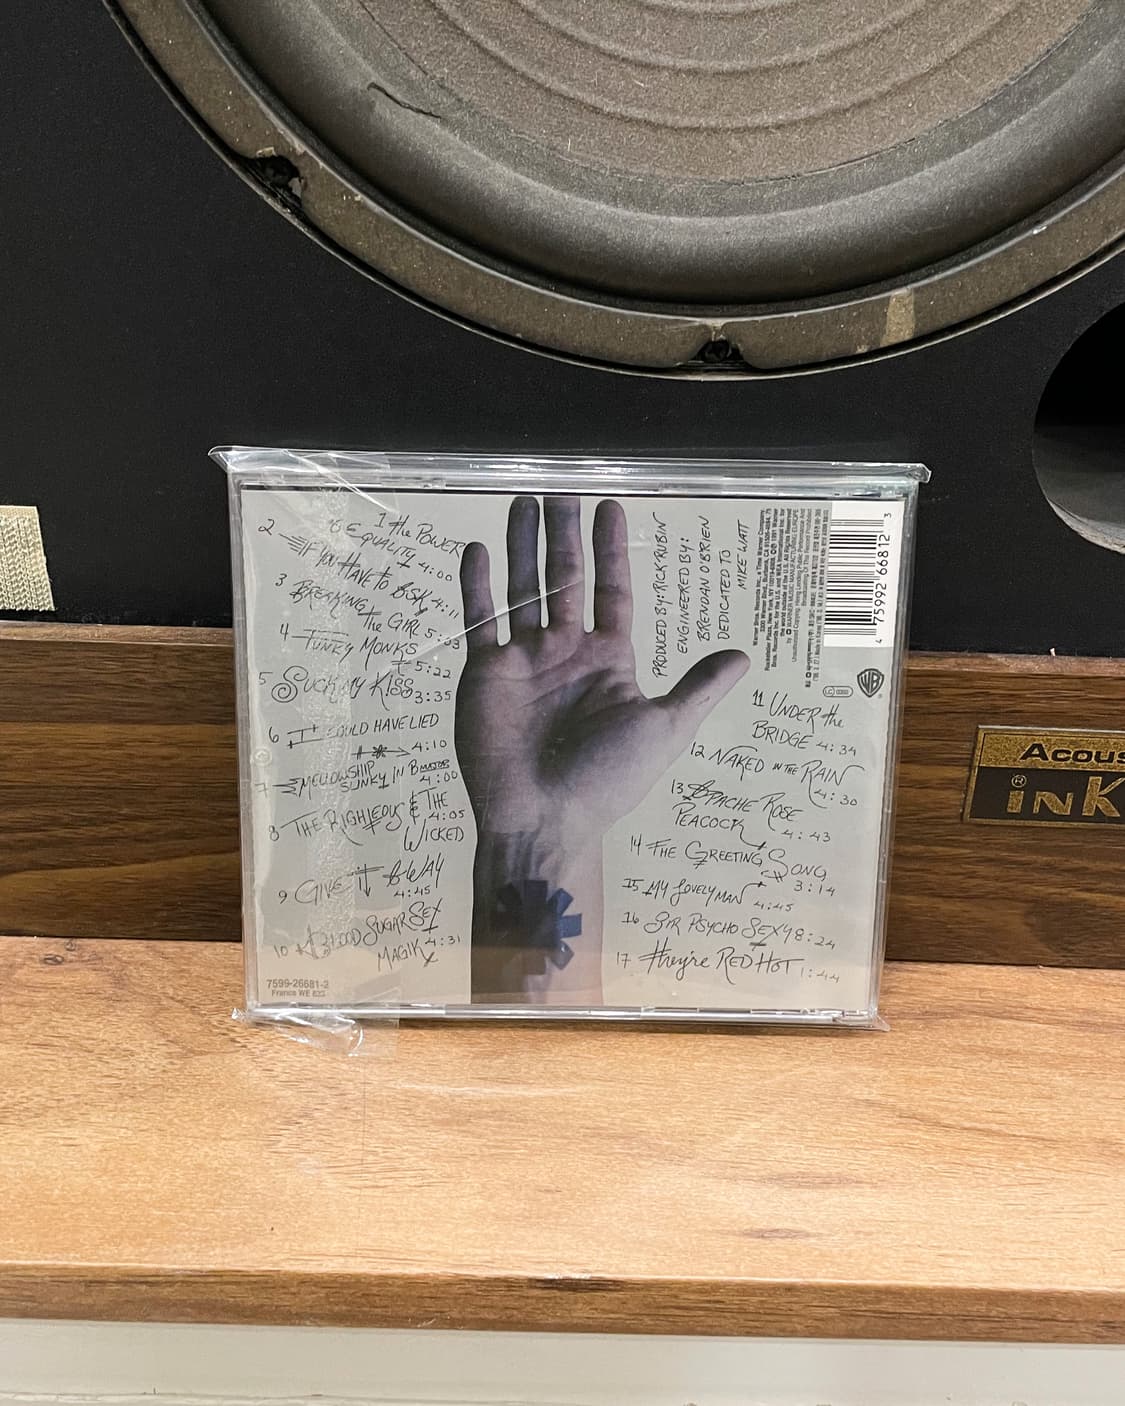 1 the POWER
OF EQUALITY 4:00
2 IF YOU HAVE TO ASK 4:11
3 BREAKING the GIRL
4 FUNKY MONKS
5:22
5 SUCK MY KISS 3:35
6 I COULD HAVE LIED
4:10
7 MELLOWSHIP
SLINKY IN B MAJOR
4:00
8 THE RIGHTEOUS & THE
WICKED
4:05
9 GIVE IT AWAY
4:45
10 BLOOD SUGAR SEX
MAGIK 4:31
7599-26681-2
France WE 833
PRODUCED BY: RICK RUBIN
ENGINEERED BY:
BRENDAN O'BRIEN
DEDICATED TO
MIKE WATT
4 75992 66812 3
LC 0392
WB
11 UNDER the
BRIDGE 4:34
12 NAKED IN THE RAIN
4:30
13 APACHE ROSE
PEACOCK
4:43
14 THE GREETING SONG
3:14
15 MY LOVELY MAN
4:45
16 SIR PSYCHO SEXY 8:24
17 they're RED HOT 1:44
ACOUS
® INK